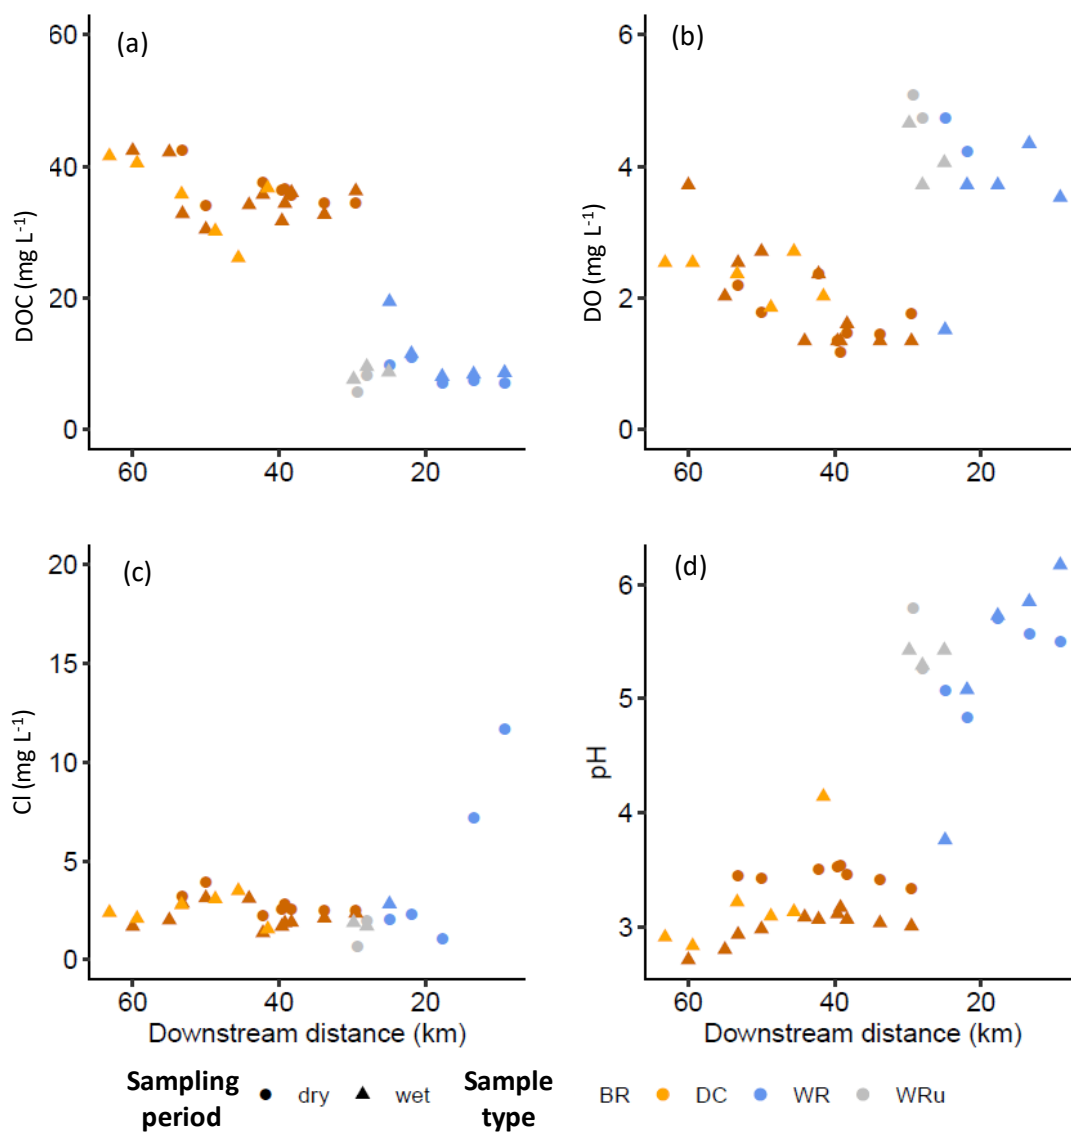 (a)
60
40
20
0
DOC (mg L-1)
60 40 20
(b)
6
4
2
0
DO (mg L-1)
60 40 20
(c)
20
15
10
5
0
Cl (mg L-1)
60 40 20
Downstream distance (km)
(d)
6
5
4
3
pH
60 40 20
Downstream distance (km)
Sampling period dry wet Sample type BR DC WR WRu